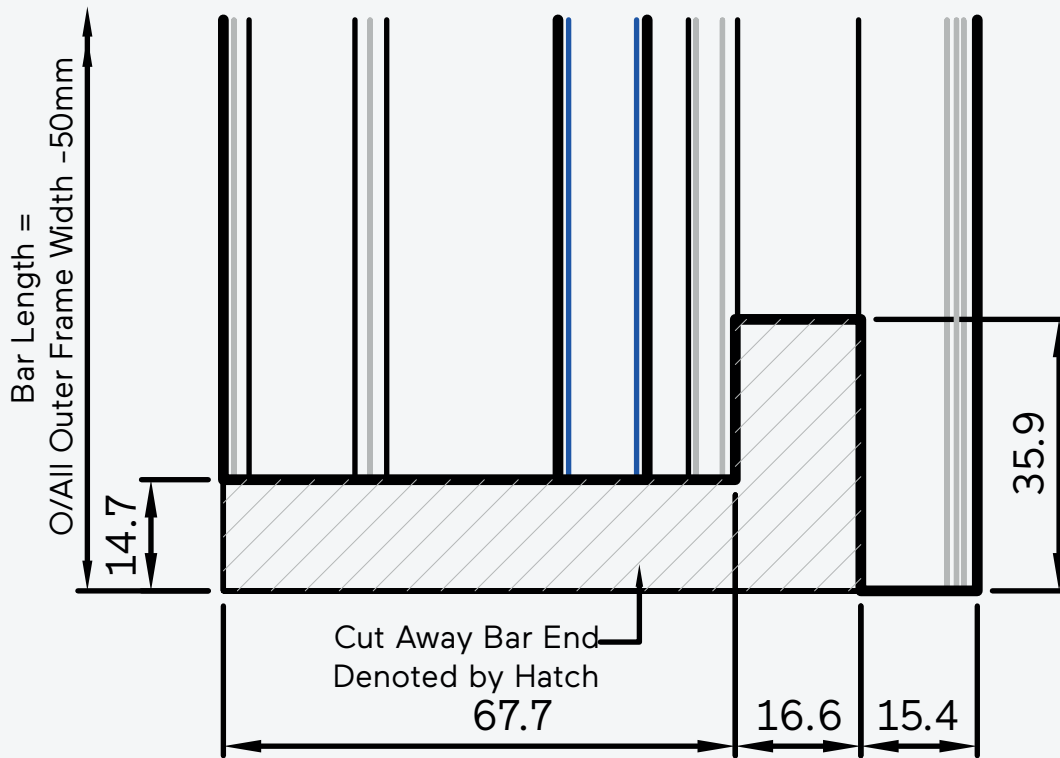 Bar Length =
O/All Outer Frame Width -50mm
14.7
35.9
Cut Away Bar End
Denoted by Hatch
67.7
16.6
15.4